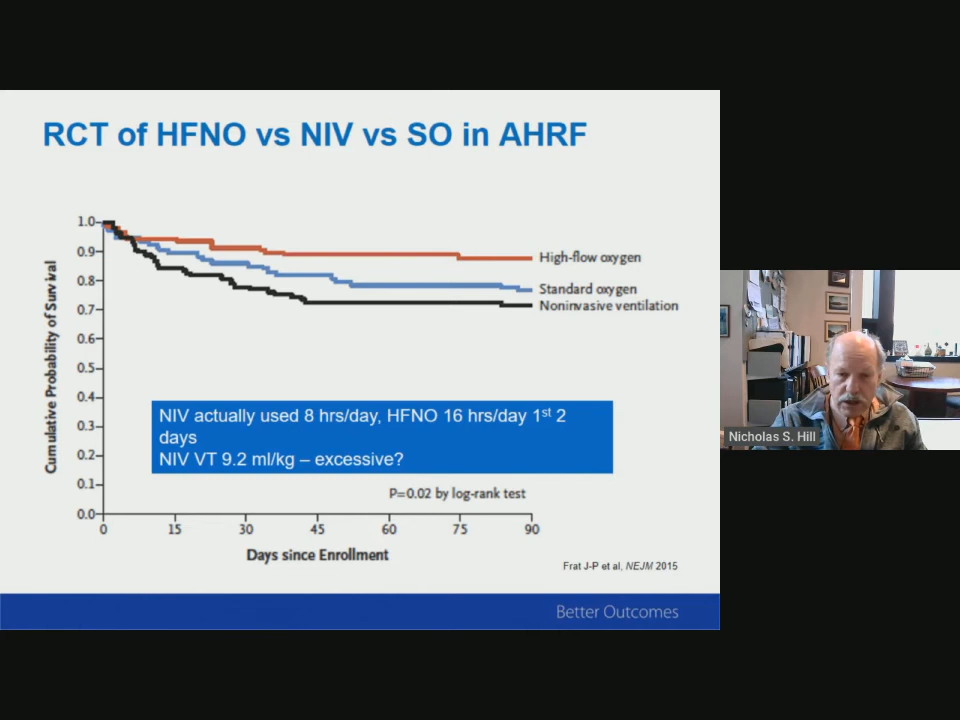 RCT of HFNO vs NIV vs SO in AHRF
1.0
0.9
0.8
0.7
0.6
0.5
0.4
0.3
0.2
0.1
0.0
Cumulative Probability of Survival
High-flow oxygen
Standard oxygen
Noninvasive ventilation
NIV actually used 8 hrs/day, HFNO 16 hrs/day 1st 2
days
NIV VT 9.2 ml/kg – excessive?
P=0.02 by log-rank test
0 15 30 45 60 75 90
Days since Enrollment
Frat J-P et al, NEJM 2015
Better Outcomes
Nicholas S. Hill